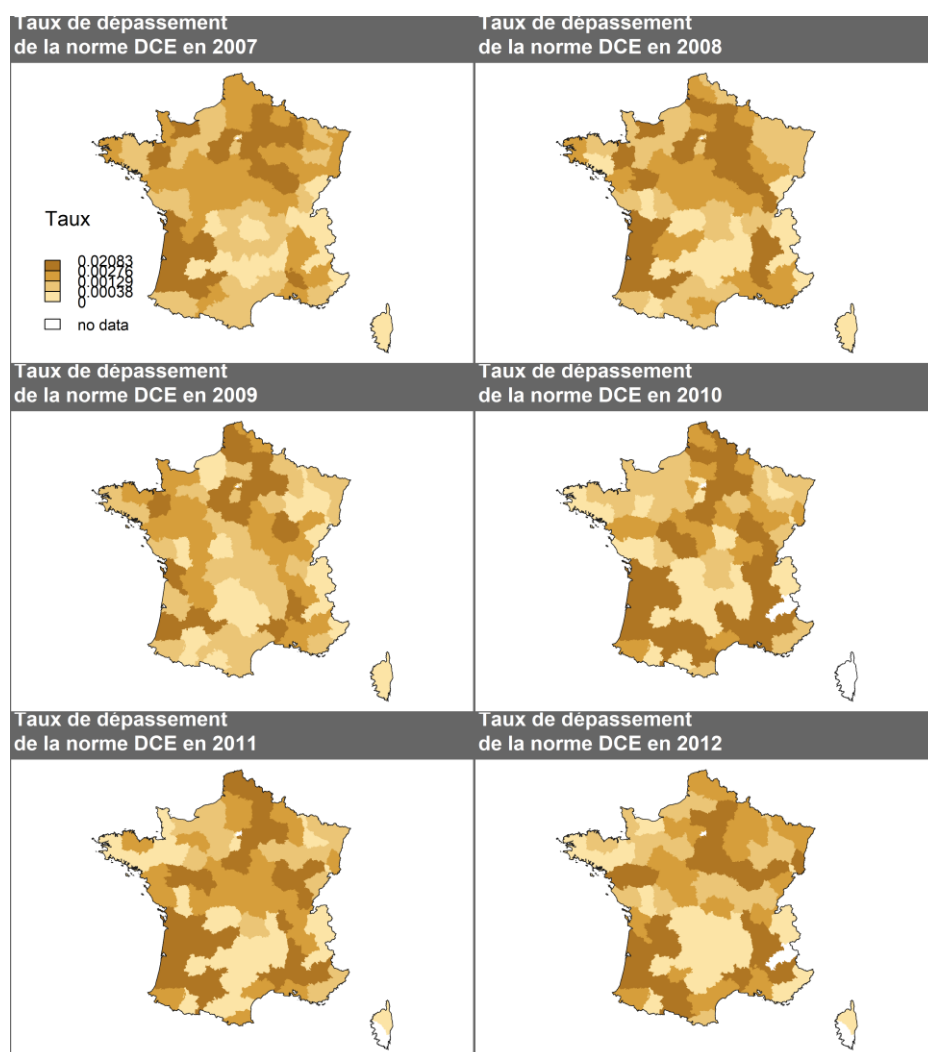 Taux de dépassement
de la norme DCE en 2007
Taux de dépassement
de la norme DCE en 2008
Taux
0.02083
0.00276
0.00129
0.00038
0
no data
Taux de dépassement
de la norme DCE en 2009
Taux de dépassement
de la norme DCE en 2010
Taux de dépassement
de la norme DCE en 2011
Taux de dépassement
de la norme DCE en 2012